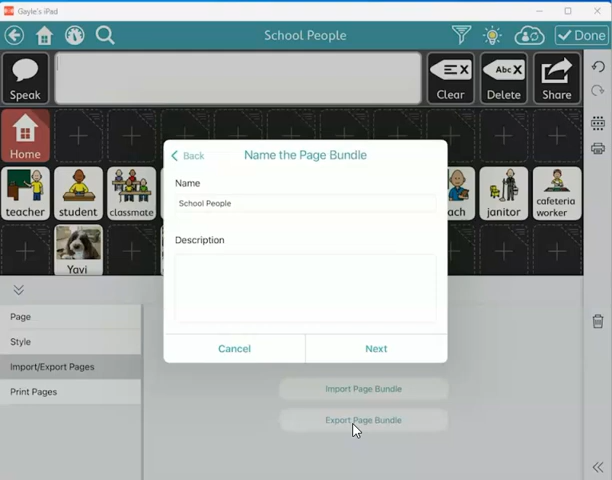 Gayle's iPad
School People
Done
Speak
Clear
Abc X
Delete
Share
Home
Back
Name the Page Bundle
Name
School People
Description
Cancel
Next
teacher
student
classmate
janitor
cafeteria
worker
Yavi
Page
Style
Import/Export Pages
Print Pages
Import Page Bundle
Export Page Bundle